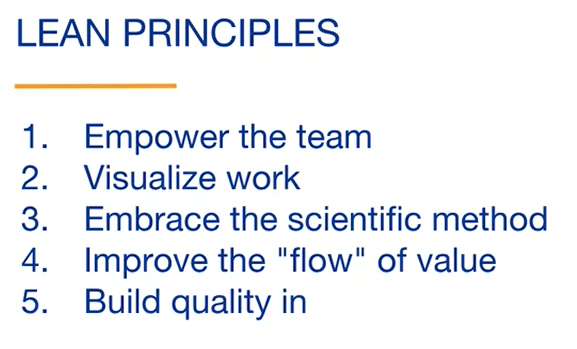 LEAN PRINCIPLES
1. Empower the team
2. Visualize work
3. Embrace the scientific method
4. Improve the "flow" of value
5. Build quality in